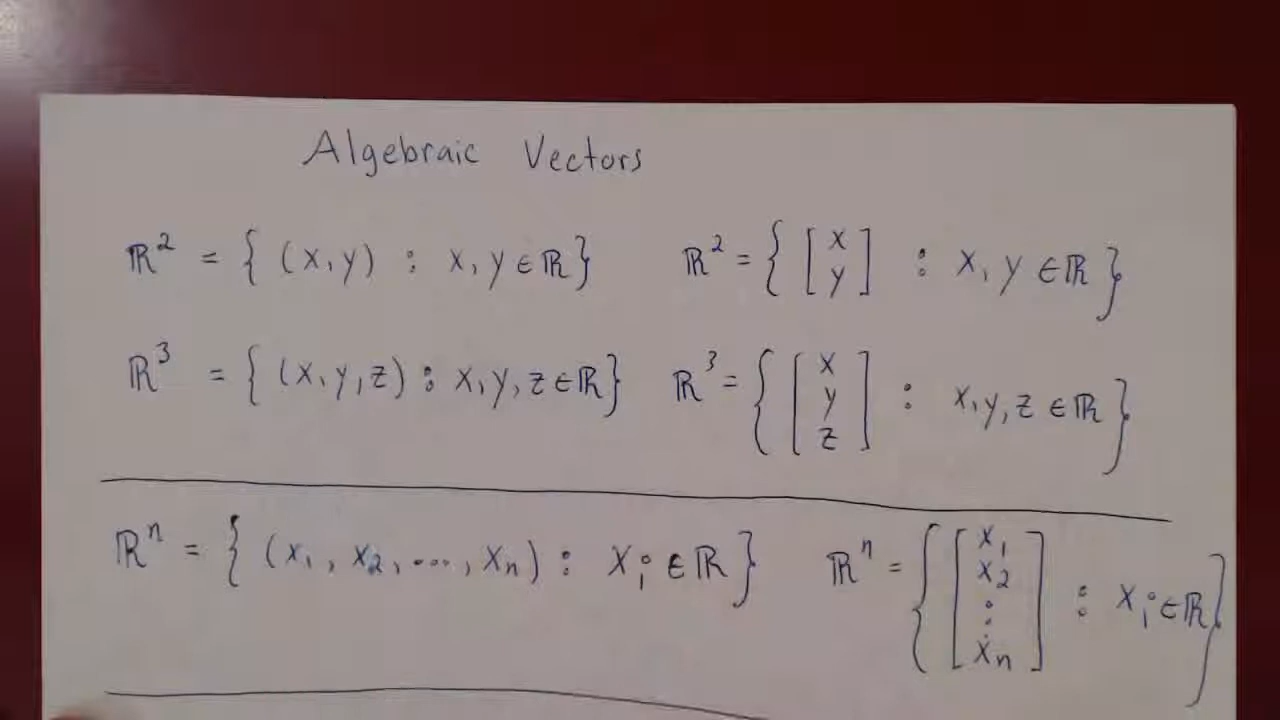 Algebraic Vectors
ℝ² = { (x,y) : x,y ∈ ℝ } ℝ² = { [x y] : x,y ∈ ℝ }
ℝ³ = { (x,y,z) : x,y,z ∈ ℝ } ℝ³ = { [x y z] : x,y,z ∈ ℝ }
ℝⁿ = { (x₁, x₂, ..., xₙ) : xᵢ ∈ ℝ } ℝⁿ = { [x₁ x₂ ⋮ xₙ] : xᵢ ∈ ℝ }